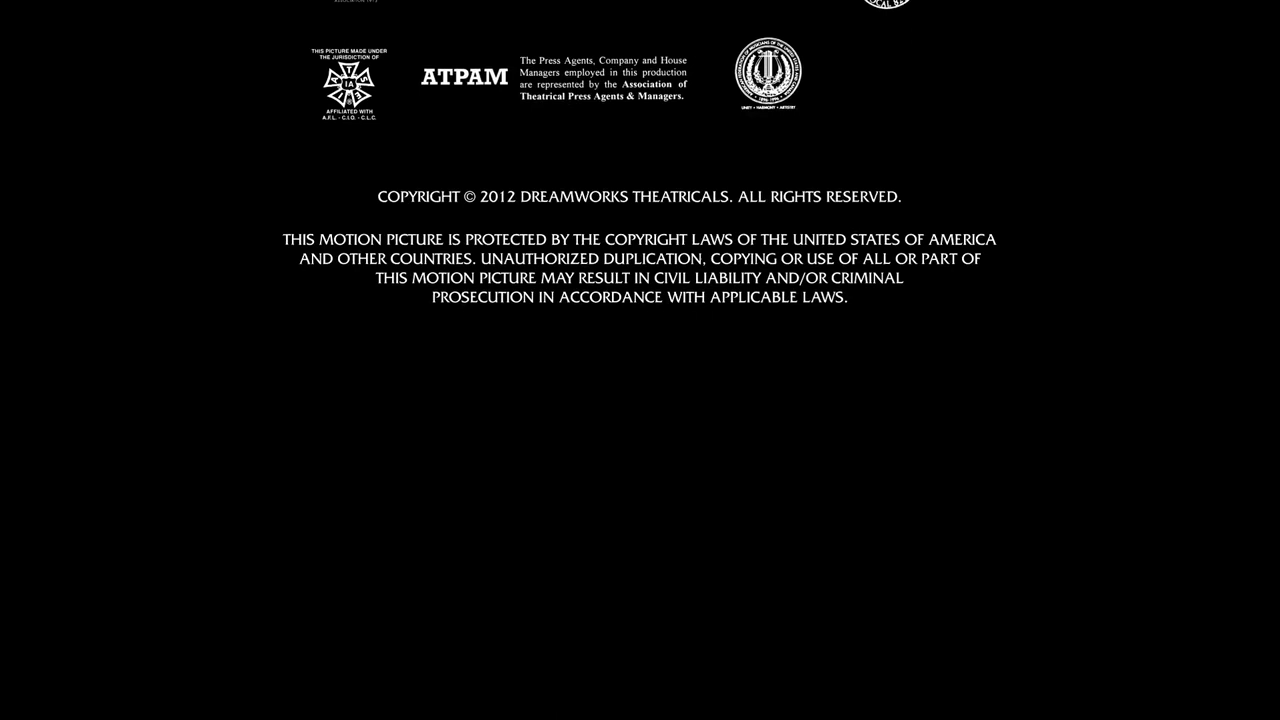 THIS PICTURE MADE UNDER
THE JURISDICTION OF
I A T S E
AFFILIATED WITH
A.F.L. - C.I.O. - C.L.C.
ATPAM
The Press Agents, Company and House
Managers employed in this production
are represented by the Association of
Theatrical Press Agents & Managers.
UNITY • HARMONY • ARTISTRY
COPYRIGHT © 2012 DREAMWORKS THEATRICALS. ALL RIGHTS RESERVED.
THIS MOTION PICTURE IS PROTECTED BY THE COPYRIGHT LAWS OF THE UNITED STATES OF AMERICA
AND OTHER COUNTRIES. UNAUTHORIZED DUPLICATION, COPYING OR USE OF ALL OR PART OF
THIS MOTION PICTURE MAY RESULT IN CIVIL LIABILITY AND/OR CRIMINAL
PROSECUTION IN ACCORDANCE WITH APPLICABLE LAWS.